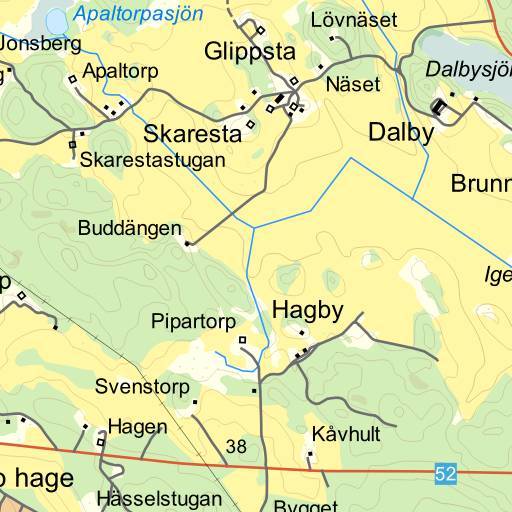 Apaltorpasjön
Lövnäset
Jonsberg
Glippsta
Apaltorp
Näset
Dalbysjön
Skaresta
Dalby
Skarestastugan
Brunn
Buddängen
Ige
p
Hagby
Pipartorp
Svenstorp
Hagen
38
Kåvhult
52
hage
Hässelstugan
Bygget